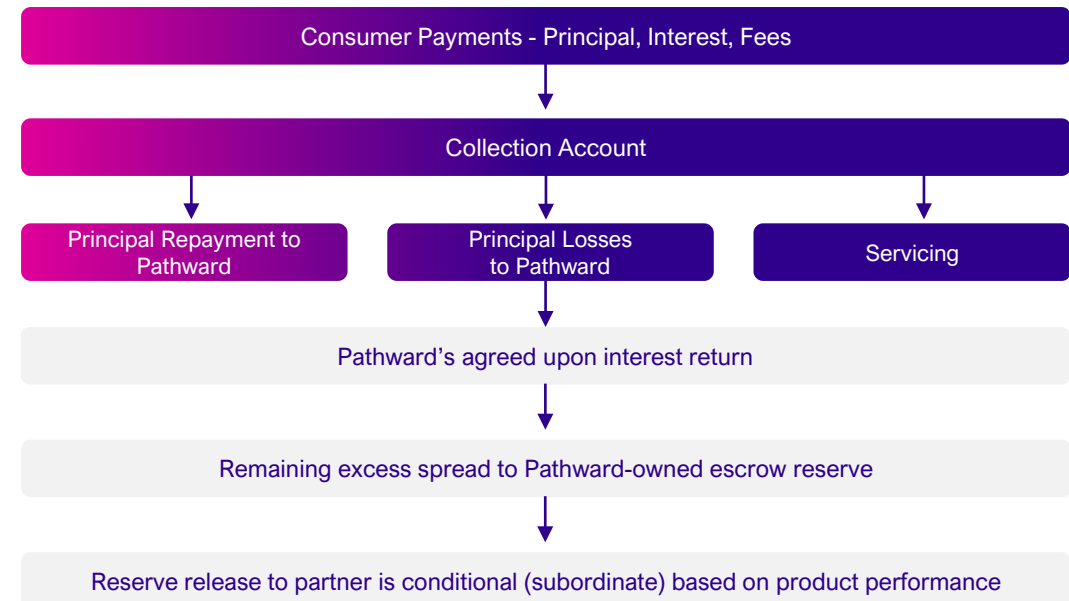 Consumer Payments - Principal, Interest, Fees
Collection Account
Principal Repayment to
Pathward
Principal Losses
to Pathward
Servicing
Pathward’s agreed upon interest return
Remaining excess spread to Pathward-owned escrow reserve
Reserve release to partner is conditional (subordinate) based on product performance